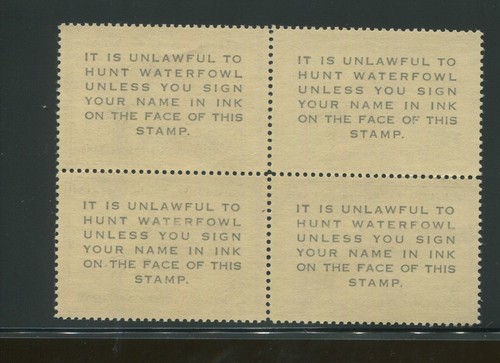 IT IS UNLAWFUL TO
HUNT WATERFOWL
UNLESS YOU SIGN
YOUR NAME IN INK
ON THE FACE OF THIS
STAMP.
IT IS UNLAWFUL TO
HUNT WATERFOWL
UNLESS YOU SIGN
YOUR NAME IN INK
ON THE FACE OF THIS
STAMP.
IT IS UNLAWFUL TO
HUNT WATERFOWL
UNLESS YOU SIGN
YOUR NAME IN INK
ON THE FACE OF THIS
STAMP.
IT IS UNLAWFUL TO
HUNT WATERFOWL
UNLESS YOU SIGN
YOUR NAME IN INK
ON THE FACE OF THIS
STAMP.